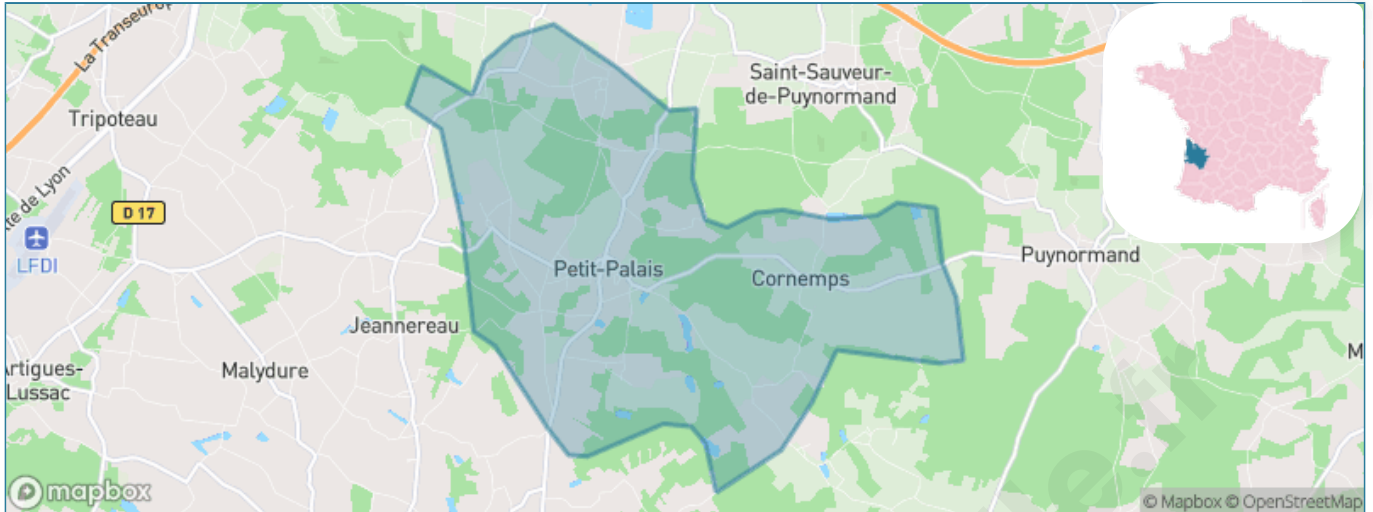 La Transeurop
Saint-Sauveur-
de-Puynormand
Tripoteau
te de Lyon
D 17
LFDI
Petit-Palais
Cornemps
Puynormand
Jeannereau
Malydure
Artigues-
Lussac
M
mapbox
© Mapbox © OpenStreetMap